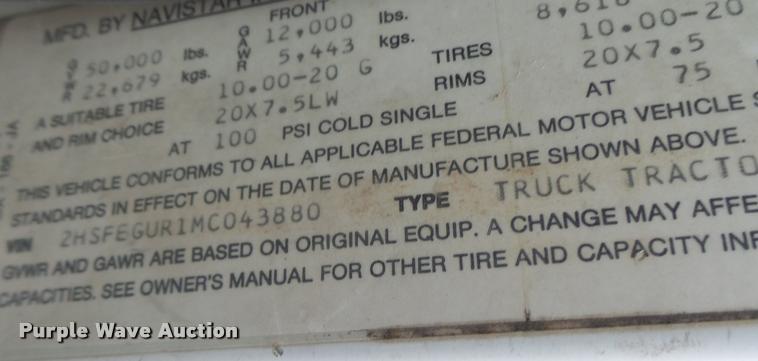 MFD. BY NAVISTAR
FRONT
GVWR 50,000 lbs. GAWR 12,000 lbs. 8,61
22,679 kgs. 5,443 kgs.
A SUITABLE TIRE 10.00-20 G TIRES 10.00-20
AND RIM CHOICE 20X7.5LW RIMS 20X7.5
AT 100 PSI COLD SINGLE AT 75
THIS VEHICLE CONFORMS TO ALL APPLICABLE FEDERAL MOTOR VEHICLE S
STANDARDS IN EFFECT ON THE DATE OF MANUFACTURE SHOWN ABOVE.
VIN 2HSFEGUR1MC043880 TYPE TRUCK TRACTO
GVWR AND GAWR ARE BASED ON ORIGINAL EQUIP. A CHANGE MAY AFFE
CAPACITIES. SEE OWNER'S MANUAL FOR OTHER TIRE AND CAPACITY INF
Purple Wave Auction